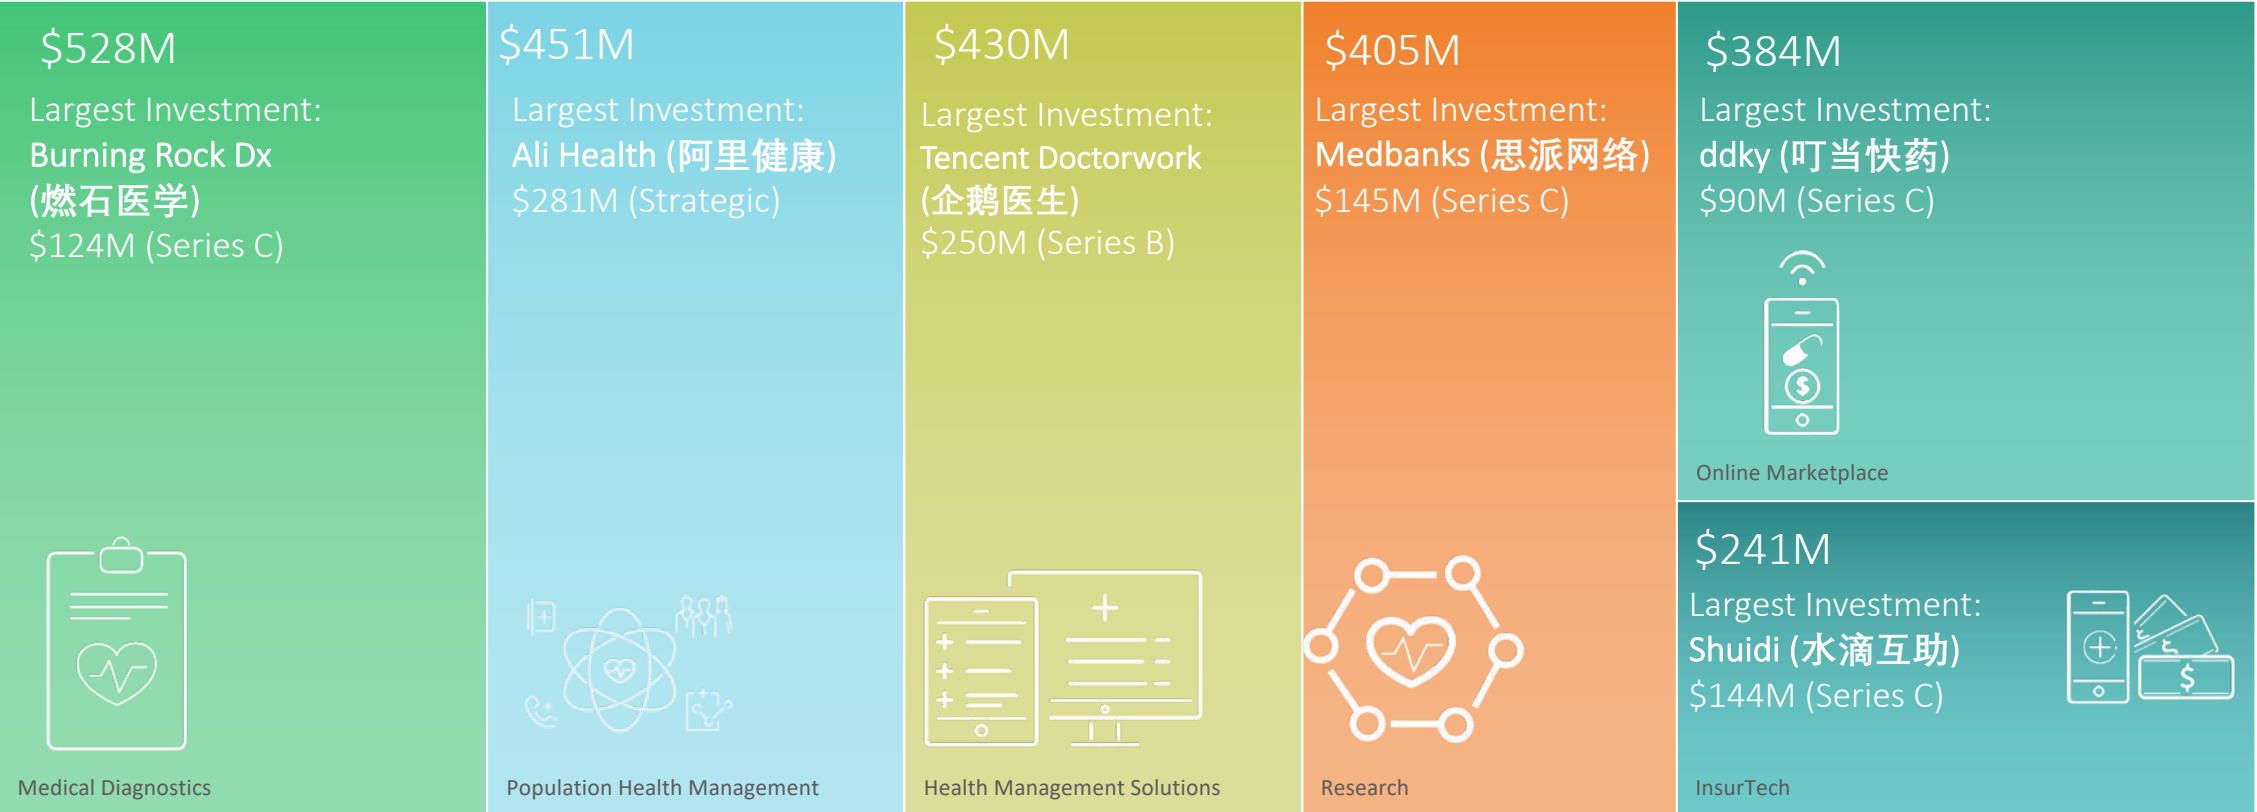 $528M
Largest Investment:
Burning Rock Dx
(燃石医学)
$124M (Series C)
Medical Diagnostics
$451M
Largest Investment:
Ali Health (阿里健康)
$281M (Strategic)
Population Health Management
$430M
Largest Investment:
Tencent Doctorwork
(企鹅医生)
$250M (Series B)
Health Management Solutions
$405M
Largest Investment:
Medbanks (思派网络)
$145M (Series C)
Research
$384M
Largest Investment:
ddky (叮当快药)
$90M (Series C)
$
Online Marketplace
$241M
Largest Investment:
Shuidi (水滴互助)
$144M (Series C)
$
InsurTech